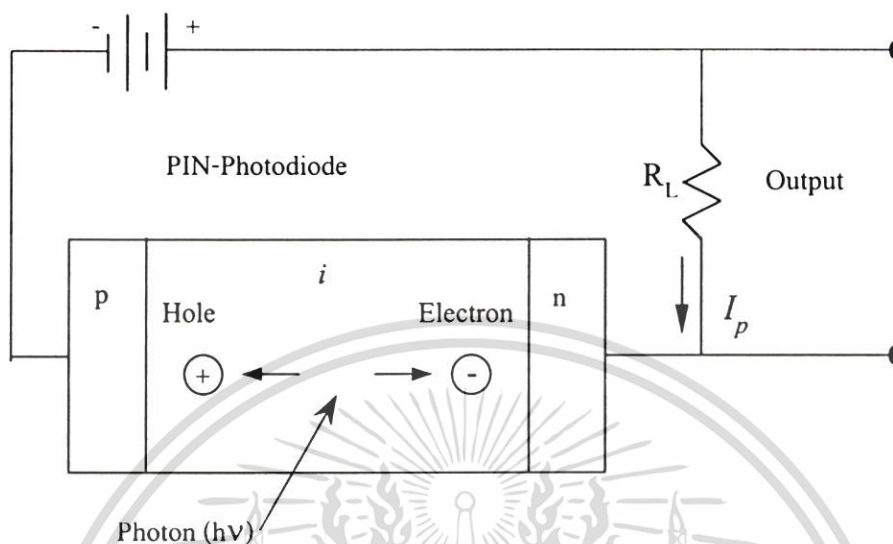 - +
PIN-Photodiode
R_L
Output
p
i
n
Hole
Electron
I_p
+
-
Photon (hν)